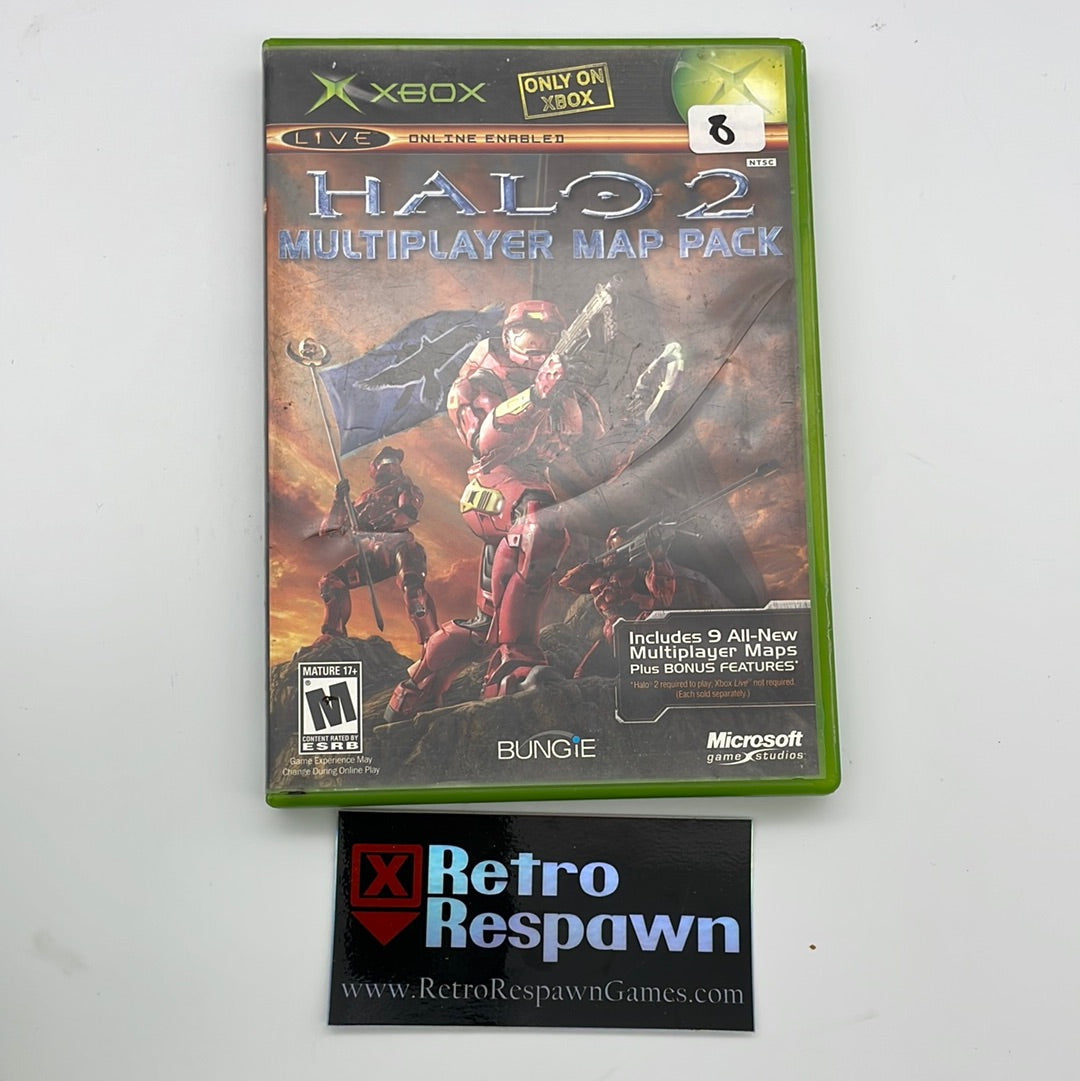 XBOX
ONLY ON
XBOX
8
LIVE ONLINE ENABLED
NTSC
HALO 2
MULTIPLAYER MAP PACK
Includes 9 All-New
Multiplayer Maps
Plus BONUS FEATURES*
*Halo 2 required to play; Xbox Live™ not required.
(Each sold separately.)
MATURE 17+
M
CONTENT RATED BY
ESRB
Game Experience May
Change During Online Play
BUNGiE
Microsoft
game studios
Retro
Respawn
www.RetroRespawnGames.com